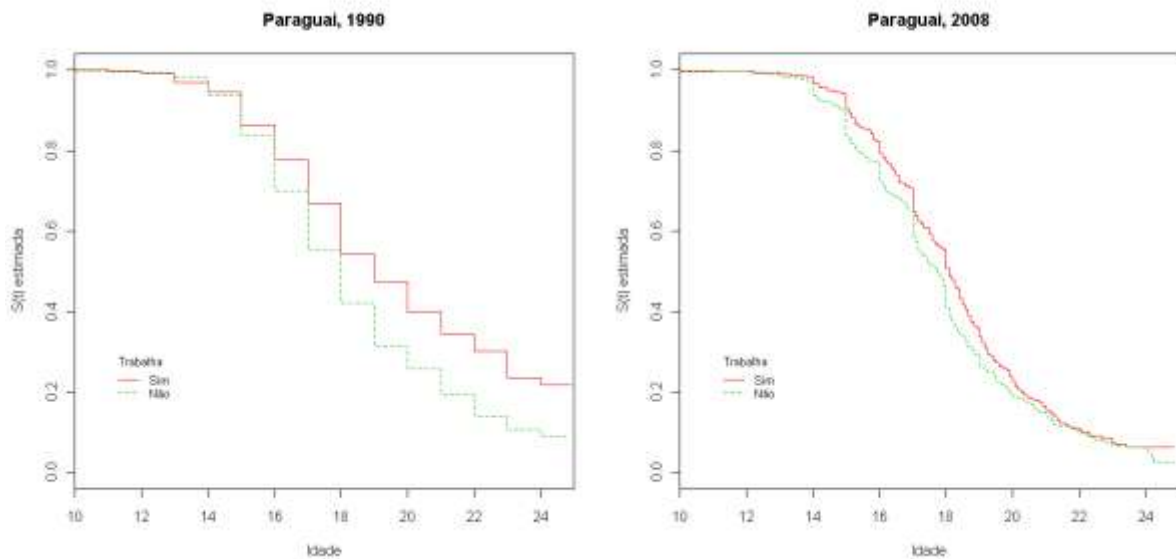 Paraguai, 1990
S(t) estimada
1.0
0.8
0.6
0.4
0.2
0.0
Trabalha
Sim
Não
10 12 14 16 18 20 22 24
Idade
Paraguai, 2008
S(t) estimada
1.0
0.8
0.6
0.4
0.2
0.0
Trabalha
Sim
Não
10 12 14 16 18 20 22 24
Idade